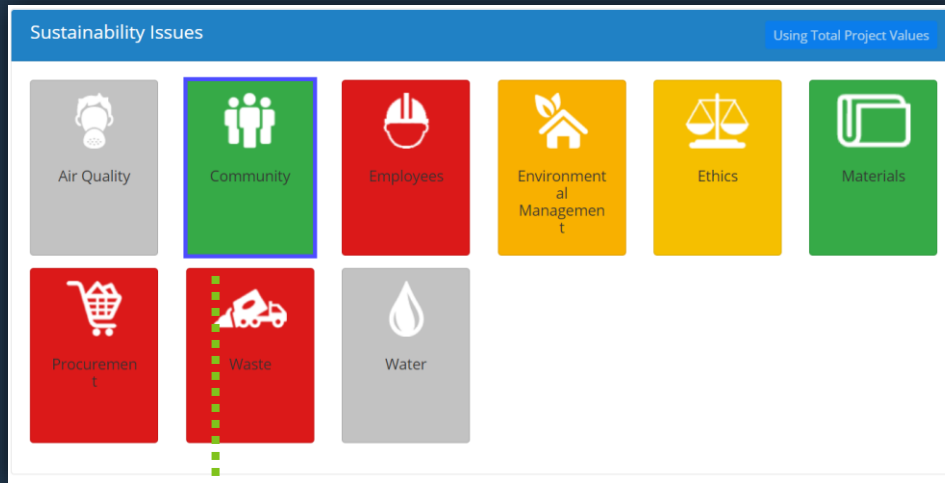 Sustainability Issues
Using Total Project Values
Air Quality
Community
Employees
Environment
al
Managemen
t
Ethics
Materials
Procuremen
t
Waste
Water